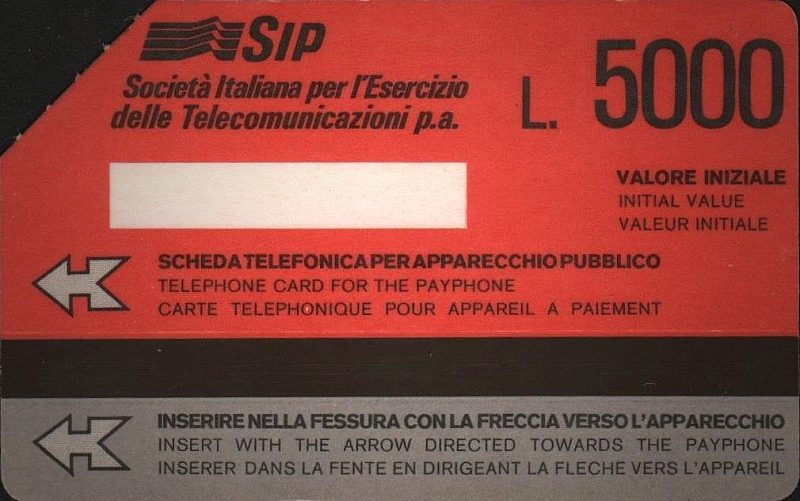 SIP
Società Italiana per l'Esercizio
delle Telecomunicazioni p.a.
L. 5000
VALORE INIZIALE
INITIAL VALUE
VALEUR INITIALE
SCHEDA TELEFONICA PER APPARECCHIO PUBBLICO
TELEPHONE CARD FOR THE PAYPHONE
CARTE TELEPHONIQUE POUR APPAREIL A PAIEMENT
INSERIRE NELLA FESSURA CON LA FRECCIA VERSO L'APPARECCHIO
INSERT WITH THE ARROW DIRECTED TOWARDS THE PAYPHONE
INSERER DANS LA FENTE EN DIRIGEANT LA FLECHE VERS L'APPAREIL